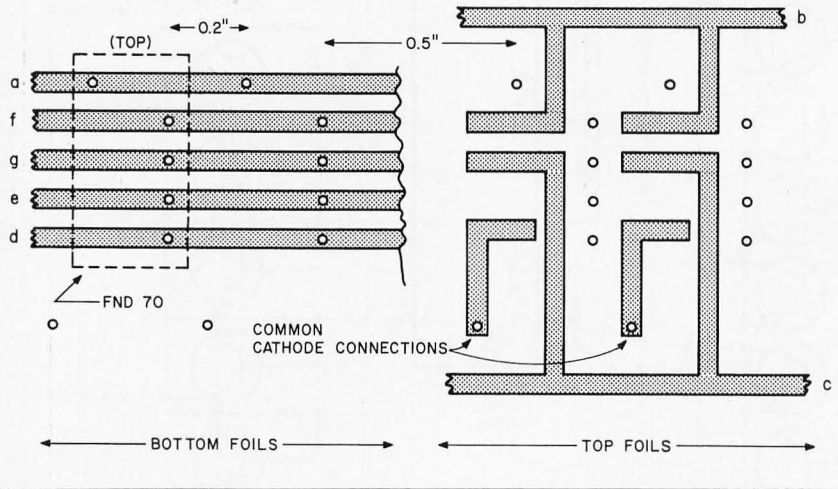 0.2"
(TOP)
0.5"
b
a
f
g
e
d
FND 70
COMMON
CATHODE CONNECTIONS
c
BOTTOM FOILS
TOP FOILS